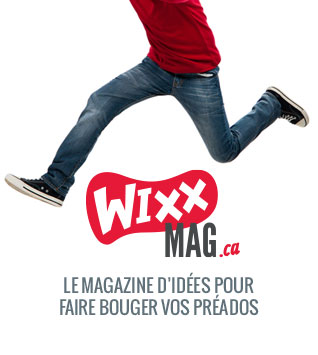 WIXX
MAG.ca
LE MAGAZINE D'IDÉES POUR
FAIRE BOUGER VOS PRÉADOS